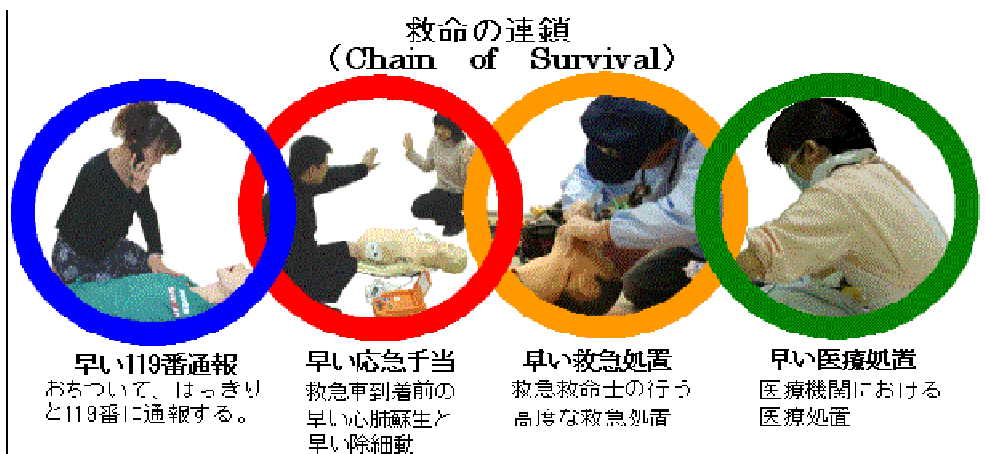 救命の連鎖
（Chain of Survival）
早い119番通報
おちついて、はっきり
と119番に通報する。
早い応急手当
救急車到着前の
早い心肺蘇生と
早い除細動
早い救急処置
救急救命士の行う
高度な救急処置
早い医療処置
医療機関における
医療処置